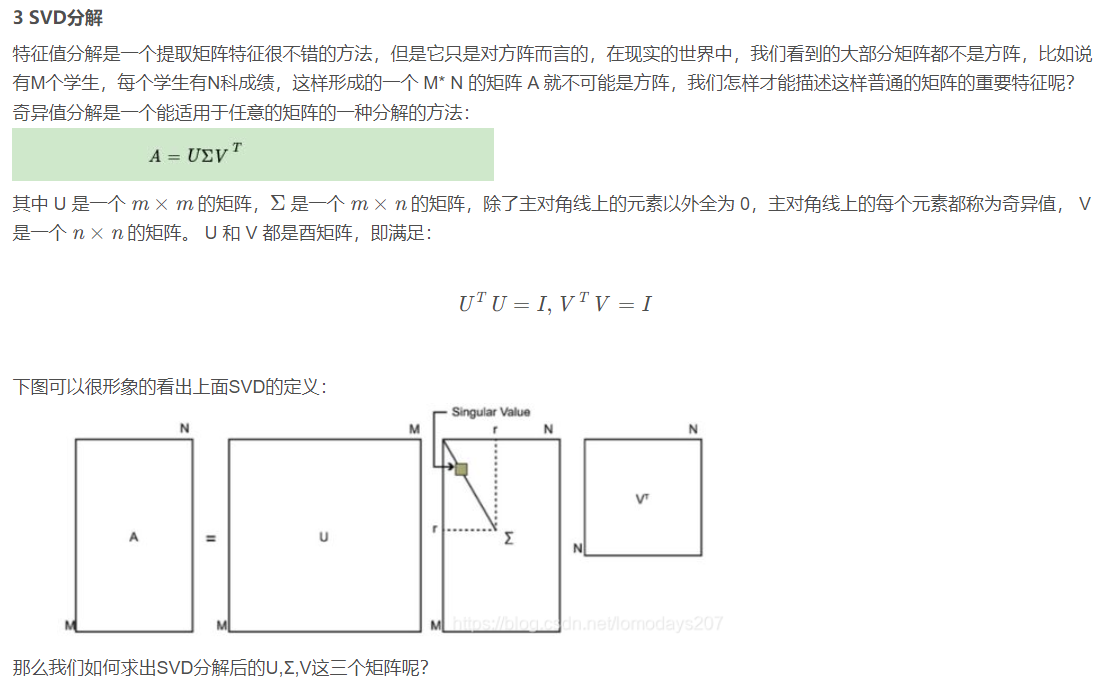 3 SVD分解
特征值分解是一个提取矩阵特征很不错的方法，但是它只是对方阵而言的，在现实的世界中，我们看到的大部分矩阵都不是方阵，比如说
有M个学生，每个学生有N科成绩，这样形成的一个 M* N 的矩阵 A 就不可能是方阵，我们怎样才能描述这样普通的矩阵的重要特征呢？
奇异值分解是一个能适用于任意的矩阵的一种分解的方法：
A = UΣV^T
其中 U 是一个 m × m 的矩阵，Σ 是一个 m × n 的矩阵，除了主对角线上的元素以外全为 0，主对角线上的每个元素都称为奇异值， V
是一个 n × n 的矩阵。 U 和 V 都是酉矩阵，即满足：
U^T U = I, V^T V = I
下图可以很形象的看出上面SVD的定义：
Singular Value
N M r N N
A = U r Σ V^T
N
M M M https://blog.csdn.net/lomodays207
那么我们如何求出SVD分解后的U,Σ,V这三个矩阵呢？